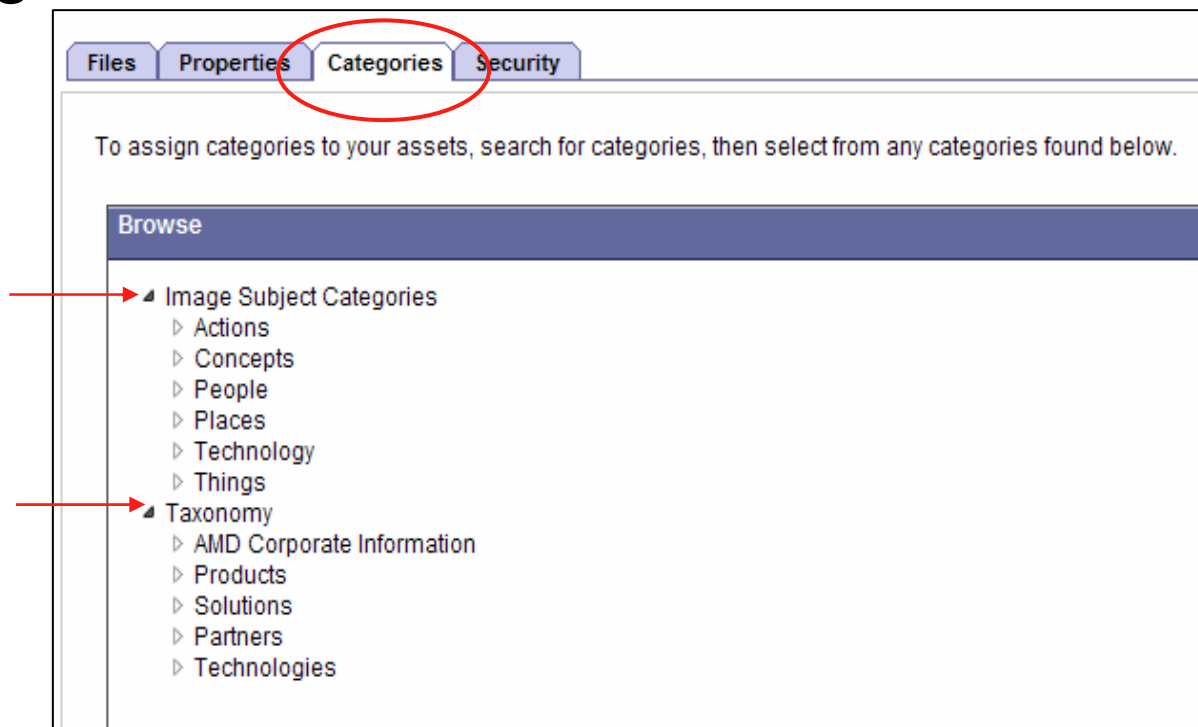 Files Properties Categories Security
To assign categories to your assets, search for categories, then select from any categories found below.
Browse
Image Subject Categories
Actions
Concepts
People
Places
Technology
Things
Taxonomy
AMD Corporate Information
Products
Solutions
Partners
Technologies